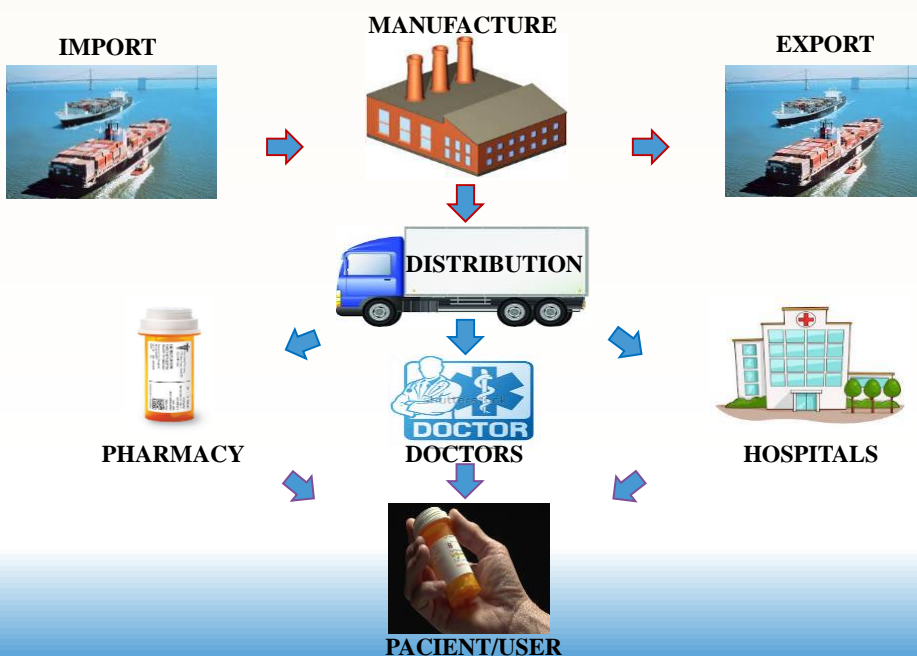 MANUFACTURE
IMPORT
EXPORT
DISTRIBUTION
DOCTOR
PHARMACY
DOCTORS
HOSPITALS
PACIENT/USER